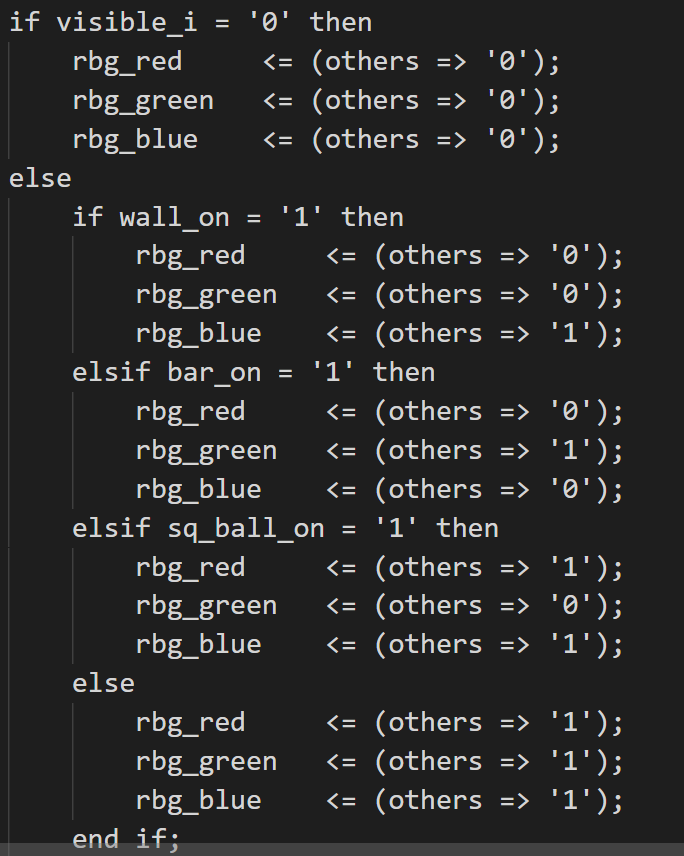 if visible_i = '0' then
    rbg_red     <= (others => '0');
    rbg_green   <= (others => '0');
    rbg_blue    <= (others => '0');
else
    if wall_on = '1' then
        rbg_red     <= (others => '0');
        rbg_green   <= (others => '0');
        rbg_blue    <= (others => '1');
    elsif bar_on = '1' then
        rbg_red     <= (others => '0');
        rbg_green   <= (others => '1');
        rbg_blue    <= (others => '0');
    elsif sq_ball_on = '1' then
        rbg_red     <= (others => '1');
        rbg_green   <= (others => '0');
        rbg_blue    <= (others => '1');
    else
        rbg_red     <= (others => '1');
        rbg_green   <= (others => '1');
        rbg_blue    <= (others => '1');
    end if;